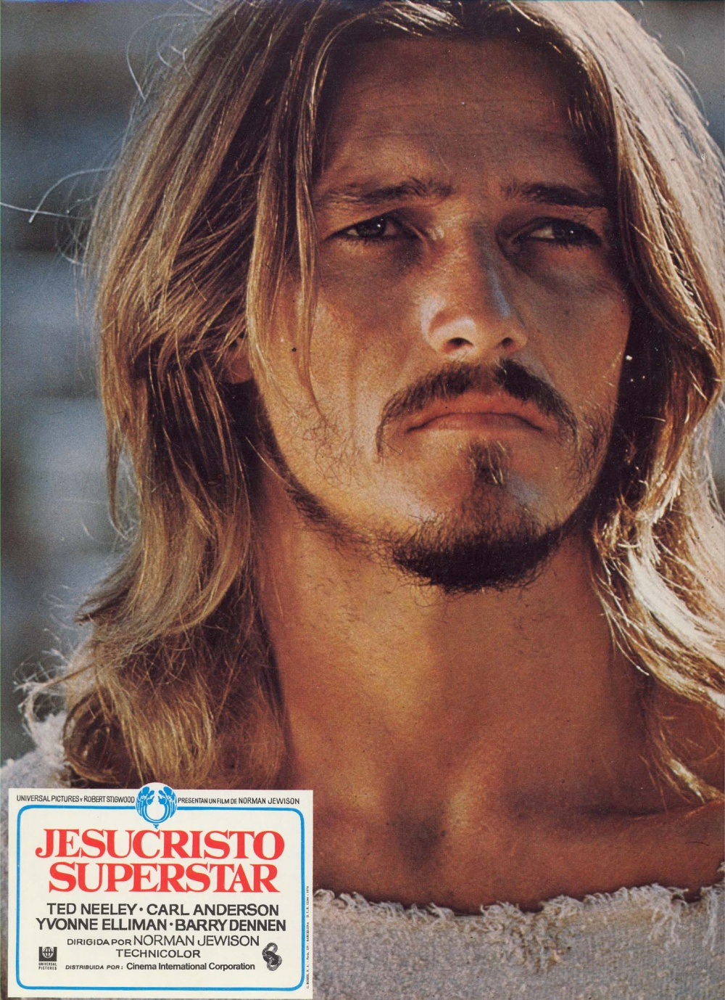 UNIVERSAL PICTURES Y ROBERT STIGWOOD PRESENTAN UN FILM DE NORMAN JEWISON
JESUCRISTO
SUPERSTAR
TED NEELEY · CARL ANDERSON
YVONNE ELLIMAN · BARRY DENNEN
DIRIGIDA POR NORMAN JEWISON
TECHNICOLOR
UNIVERSAL
PICTURES
DISTRIBUIDA POR: Cinema International Corporation